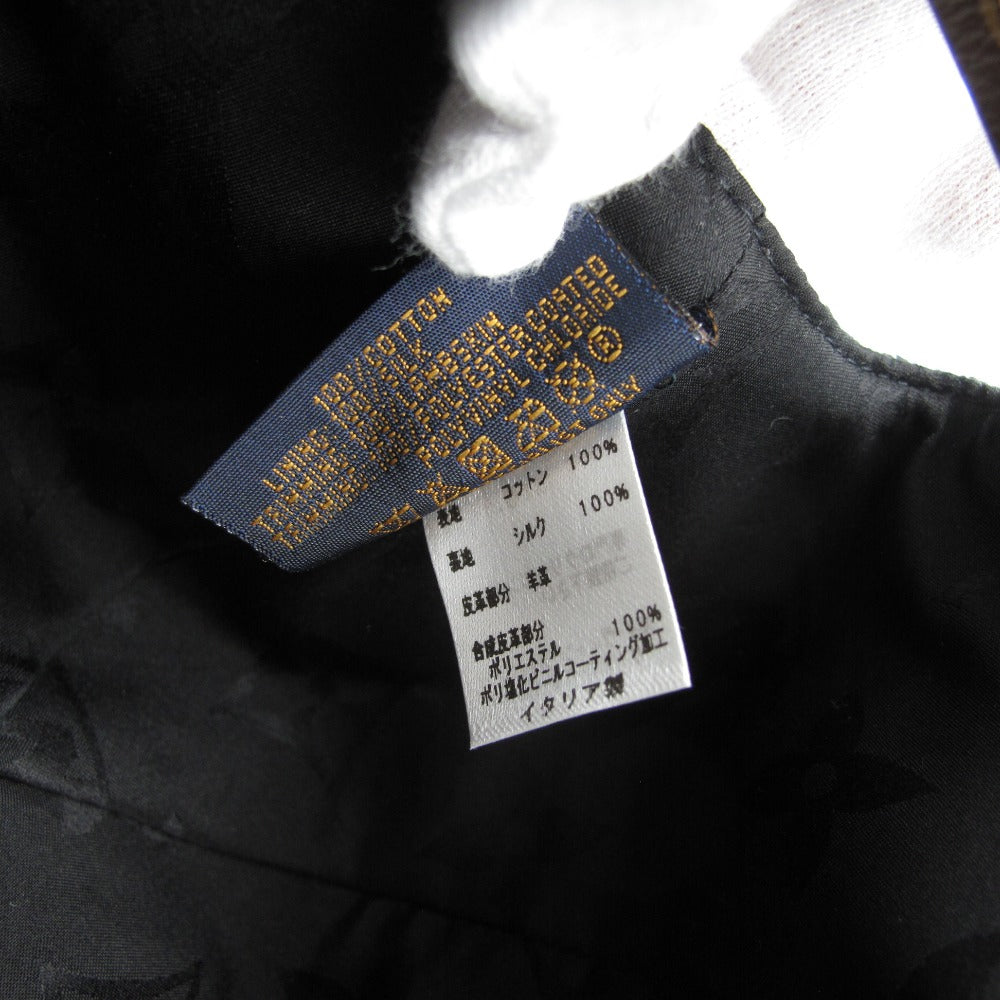 100%COTTON
LINING
SILK
POLYESTER COATED
POLYVINYL CHLORIDE
表地 コットン 100%
裏地 シルク 100%
皮革部分 羊革
合成皮革部分
ポリエステル 100%
ポリ塩化ビニルコーティング加工
イタリア製